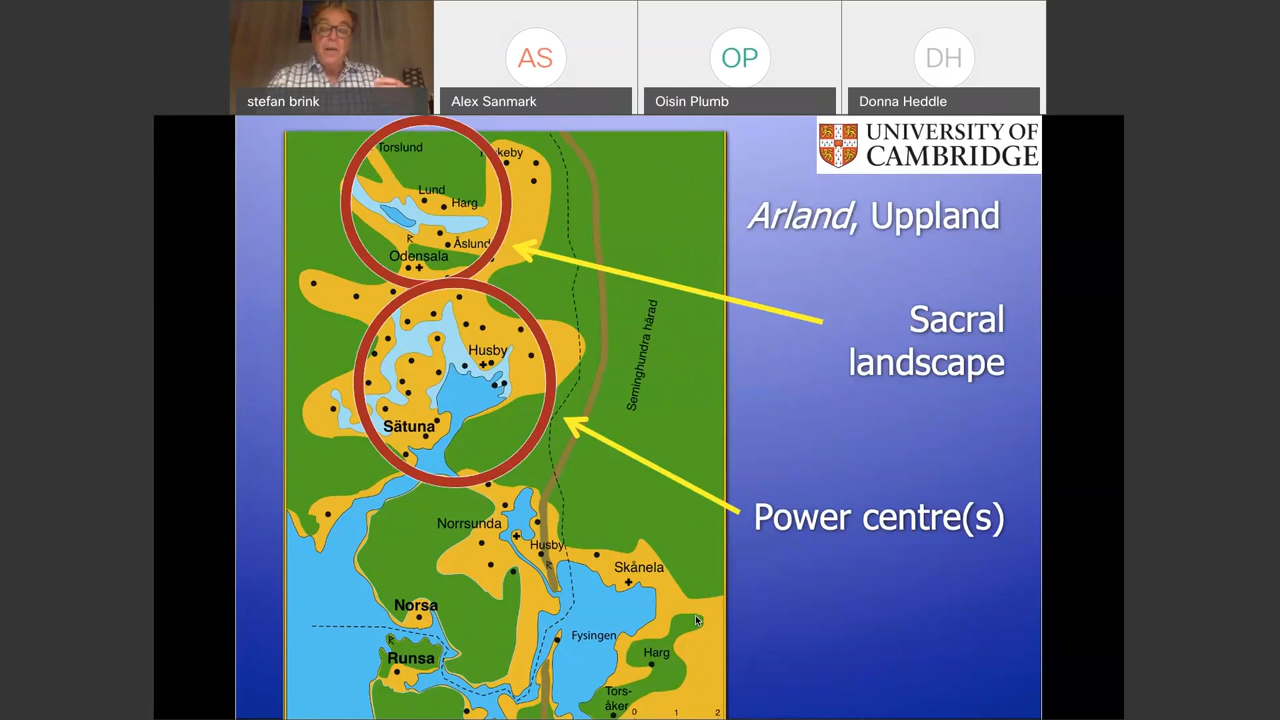 stefan brink
AS
Alex Sanmark
OP
Oisin Plumb
DH
Donna Heddle
UNIVERSITY OF
CAMBRIDGE
Arland, Uppland
Sacral
landscape
Power centre(s)
Torslund
keby
Lund
Harg
Åslund
Odensala
Husby
Sätuna
Seminghundra härad
Norrsunda
Husby
Skånela
Norsa
Fysingen
Runsa
Harg
Tors-
åker
0 1 2